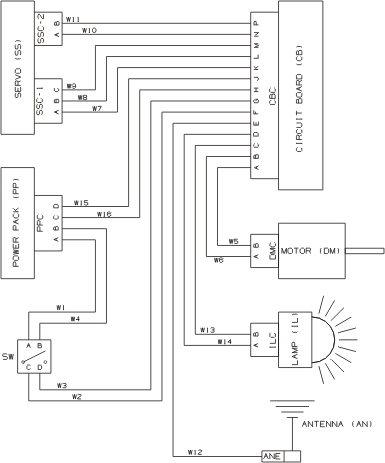 SERVO (SS)
SSC-2
B
A
W11
W10
SSC-1
C
B
A
W9
W8
W7
P
N
M
L
K
J
H
G
F
E
D
C
B
A
CBC
CIRCUIT BOARD (CB)
POWER PACK (PP)
PPC
D
C
B
A
W15
W16
W1
W4
SW
A B
C D
W3
W2
W5
W6
B
A
DMC
MOTOR (DM)
W13
W14
B
A
ILC
LAMP (IL)
ANTENNA (AN)
W12
ANE